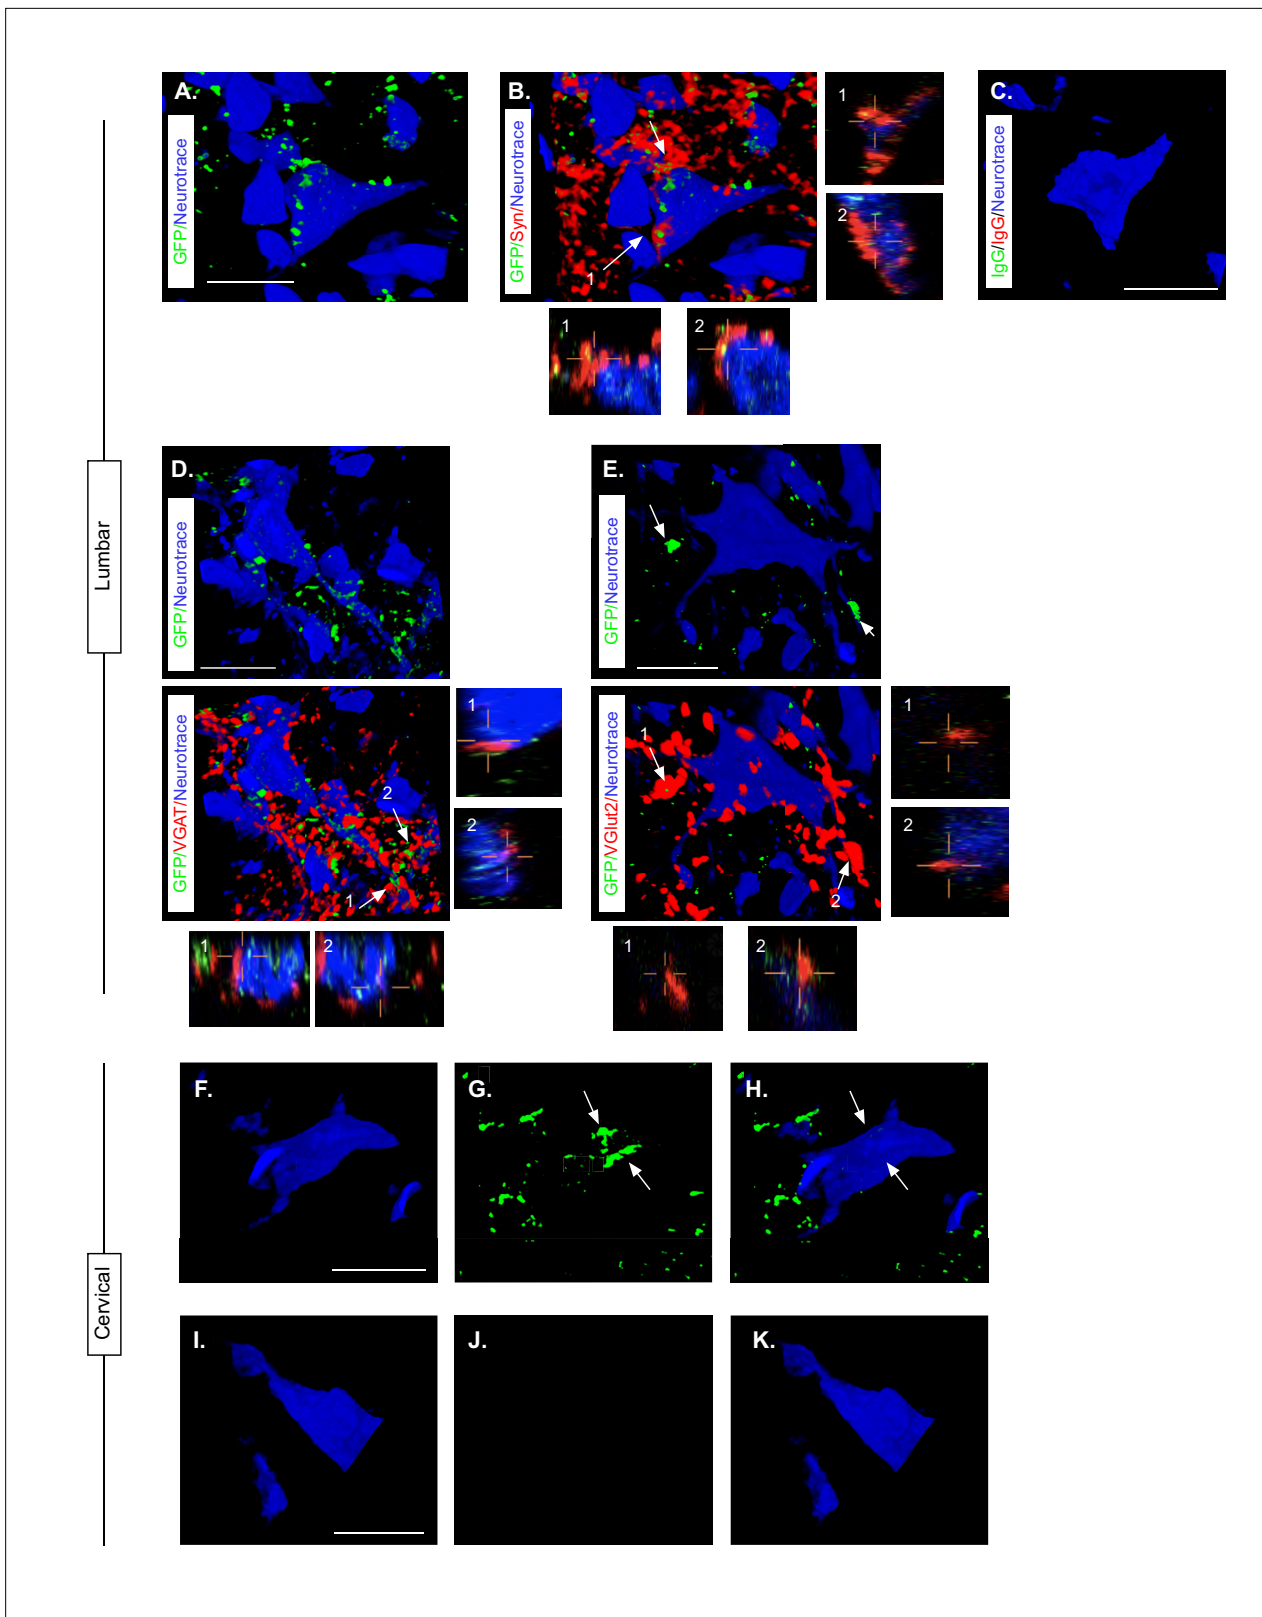 A.
GFP/Neurotrace
B.
GFP/Syn/Neurotrace
1
1
2
C.
IgG/IgG/Neurotrace
1
2
Lumbar
D.
GFP/Neurotrace
E.
GFP/Neurotrace
GFP/VGAT/Neurotrace
2
1
1
2
GFP/VGlut2/Neurotrace
1
2
1
2
1
2
1
2
Cervical
F.
G.
H.
I.
J.
K.